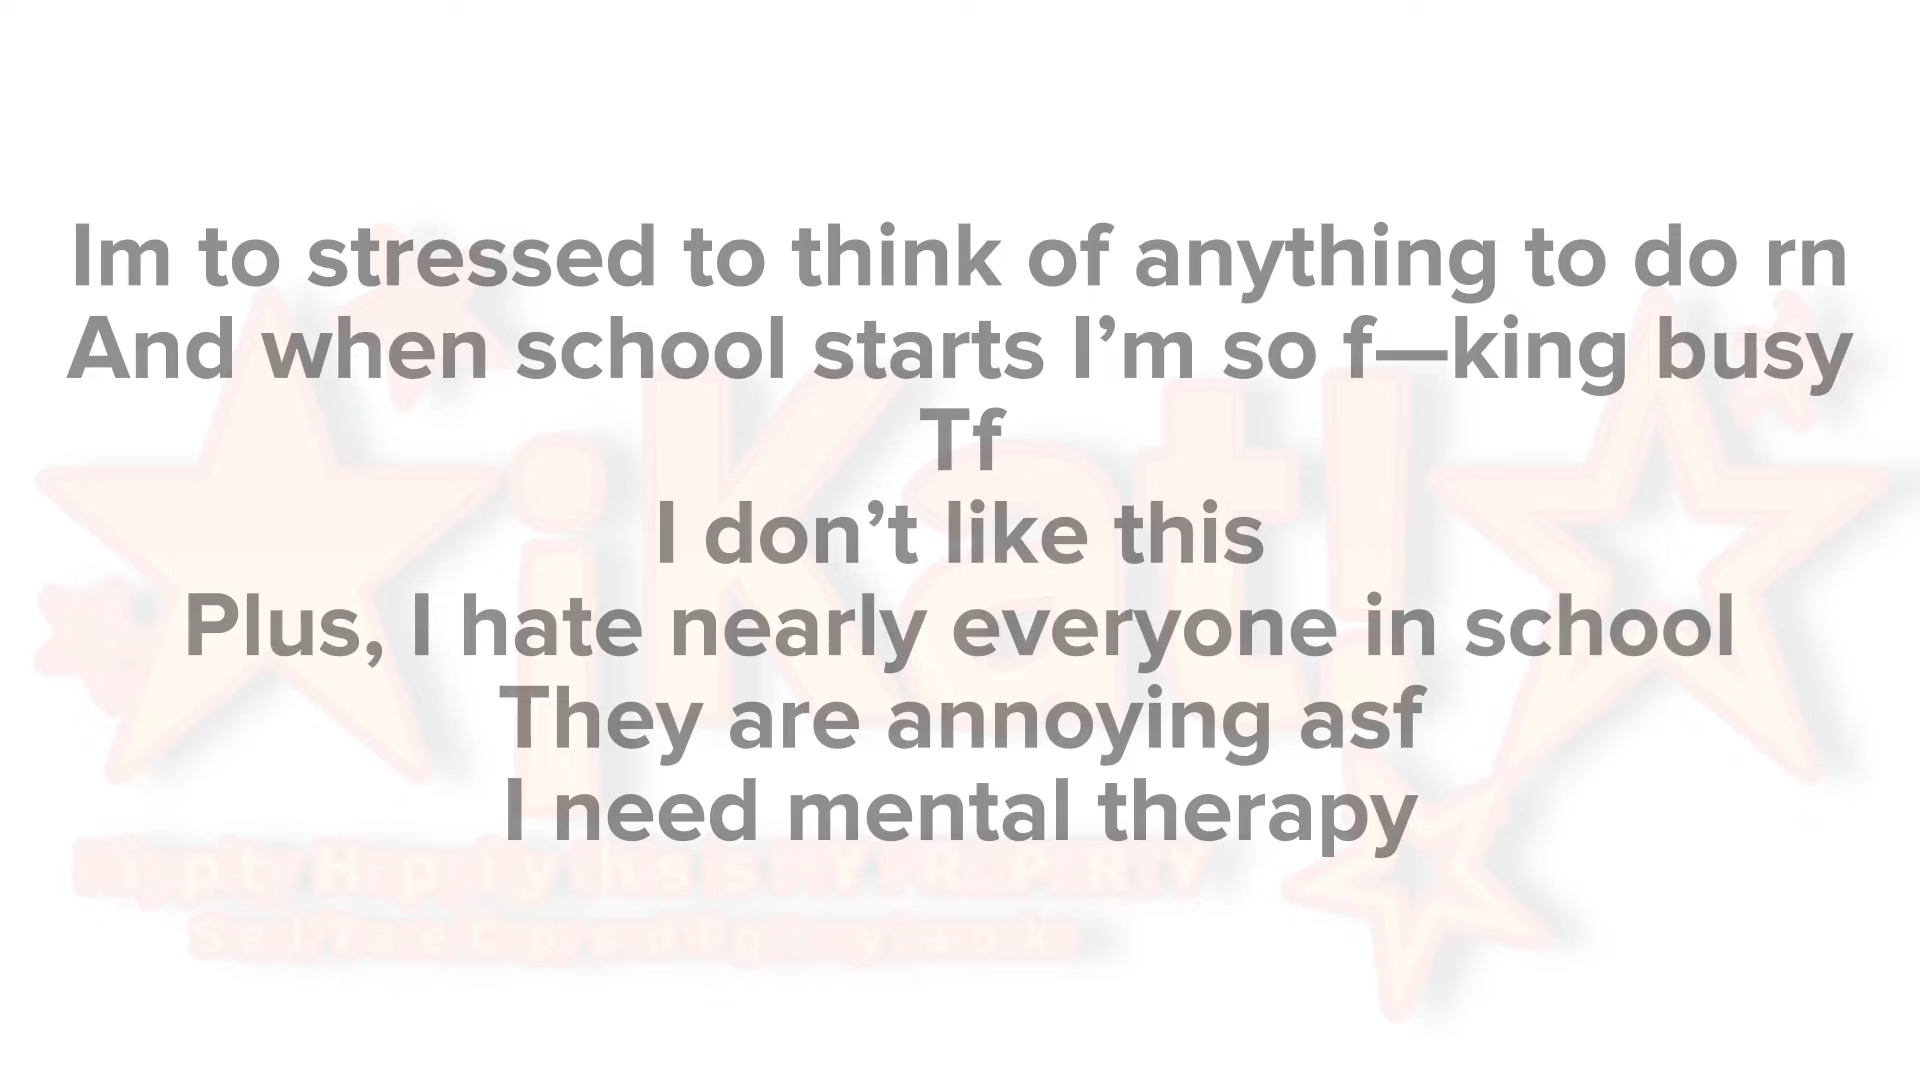 Im to stressed to think of anything to do rn
And when school starts I’m so f—king busy
Tf
I don’t like this
Plus, I hate nearly everyone in school
They are annoying asf
I need mental therapy
iKat!